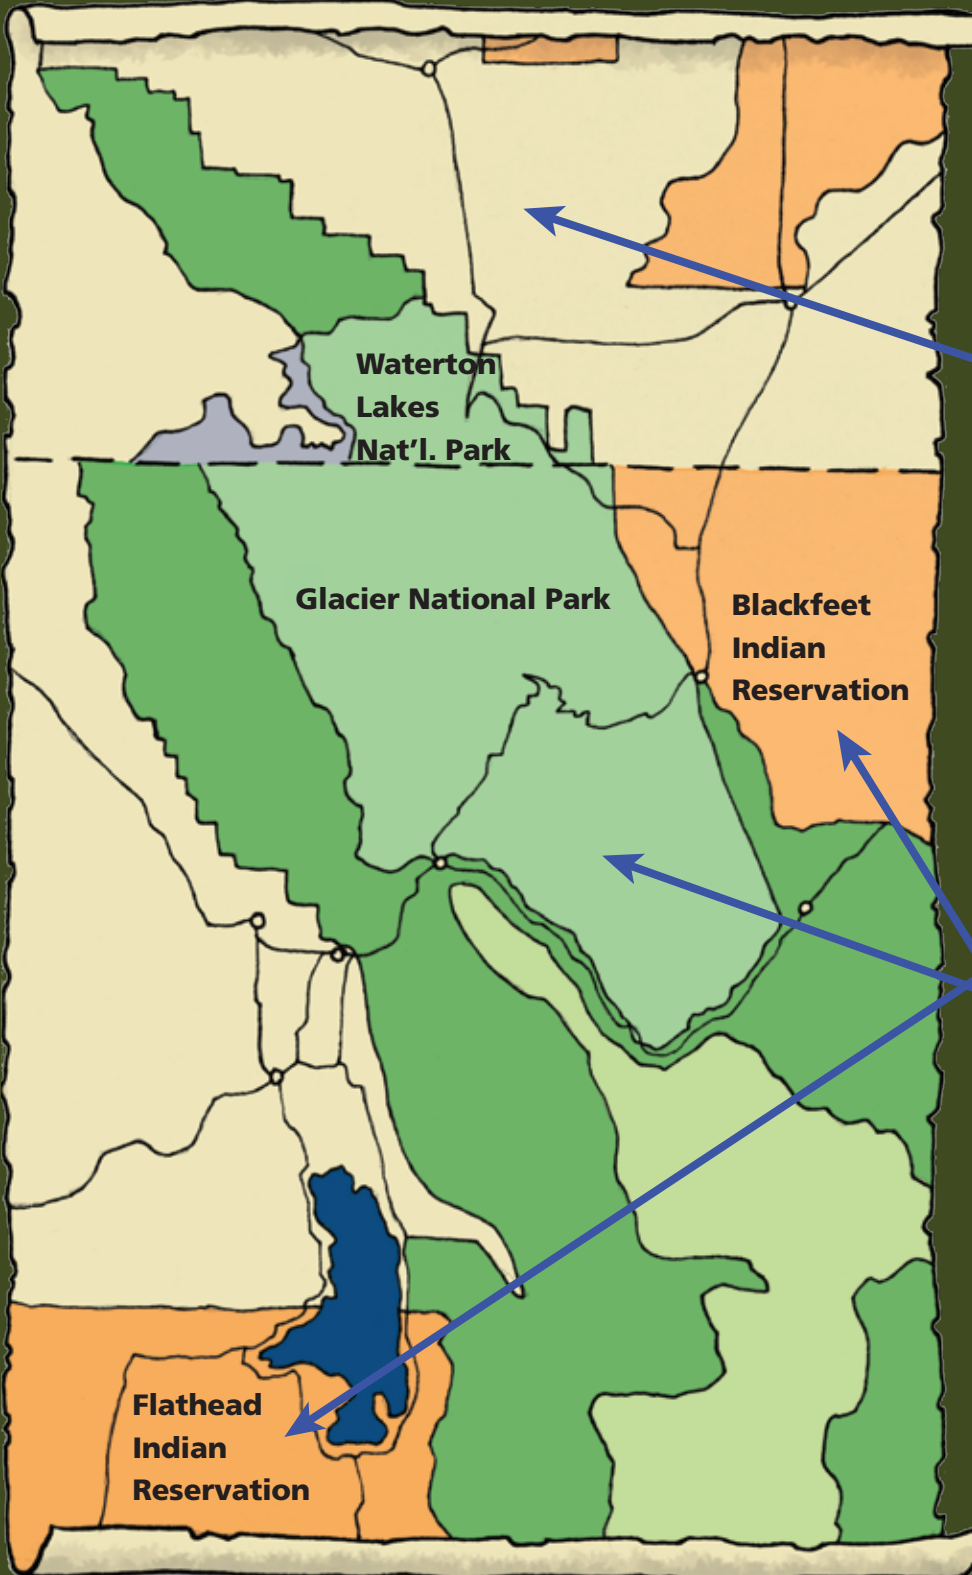 Waterton
Lakes
Nat'l. Park
Glacier National Park
Blackfeet
Indian
Reservation
Flathead
Indian
Reservation